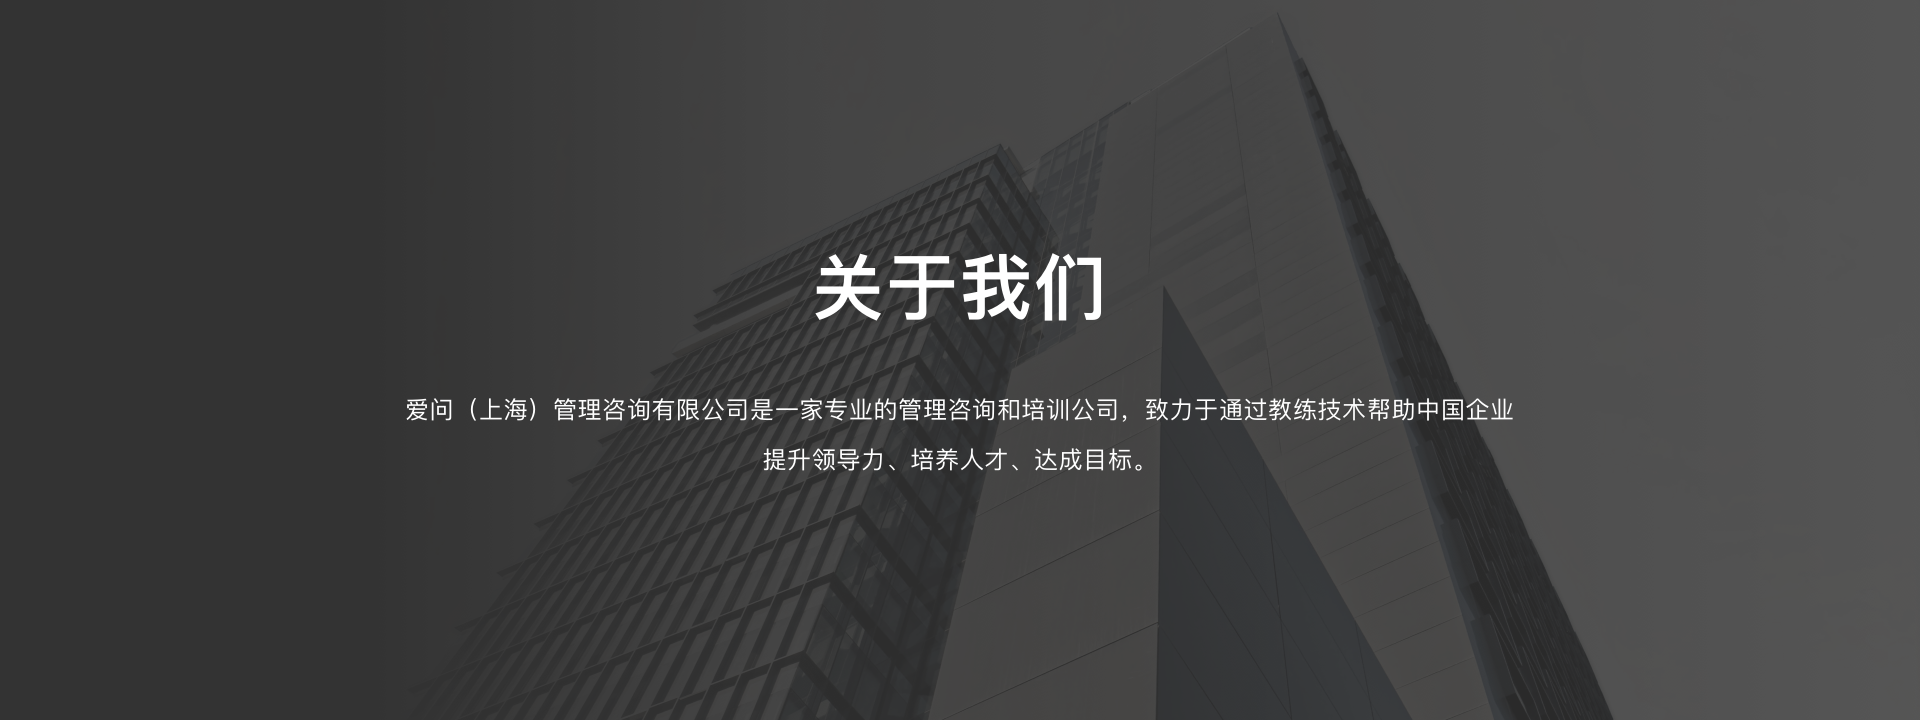 关于我们
爱问（上海）管理咨询有限公司是一家专业的管理咨询和培训公司，致力于通过教练技术帮助中国企业
提升领导力、培养人才、达成目标。